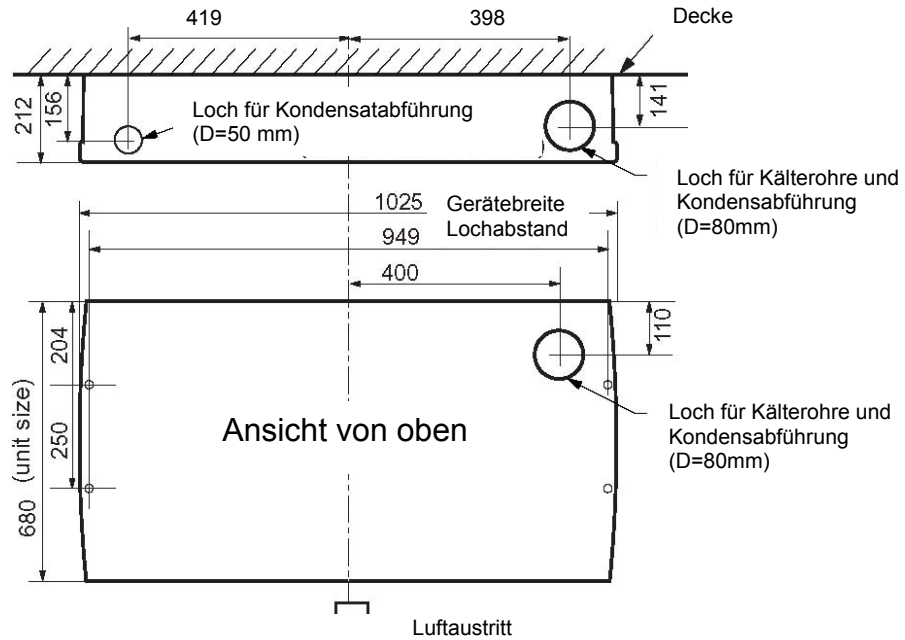 419
398
Decke
212
156
141
Loch für Kondensatabführung
(D=50 mm)
Loch für Kälterohre und
Kondensabführung
(D=80mm)
1025
Gerätebreite
Lochabstand
949
400
204
110
250
680 (unit size)
Ansicht von oben
Loch für Kälterohre und
Kondensabführung
(D=80mm)
Luftaustritt